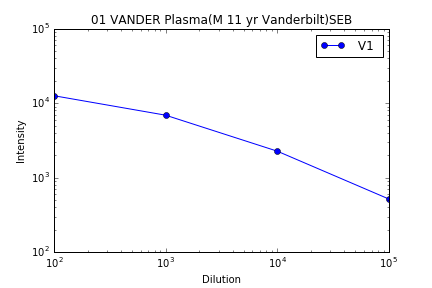 01 VANDER Plasma(M 11 yr Vanderbilt)SEB
V1
10^5
10^4
10^3
10^2
Intensity
10^2 10^3 10^4 10^5
Dilution